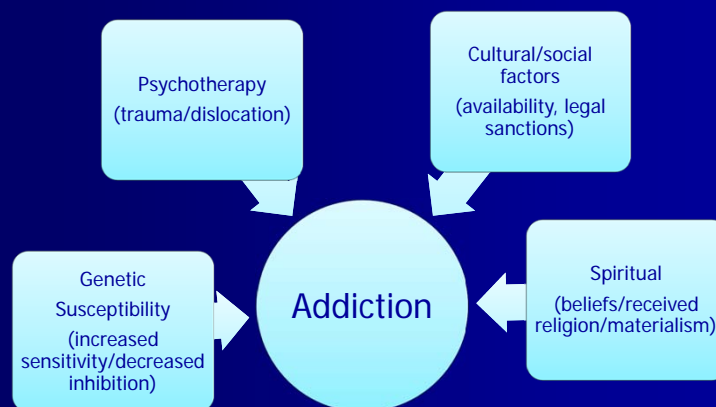 Psychotherapy
(trauma/dislocation)
Cultural/social
factors
(availability, legal
sanctions)
Genetic
Susceptibility
(increased
sensitivity/decreased
inhibition)
Addiction
Spiritual
(beliefs/received
religion/materialism)